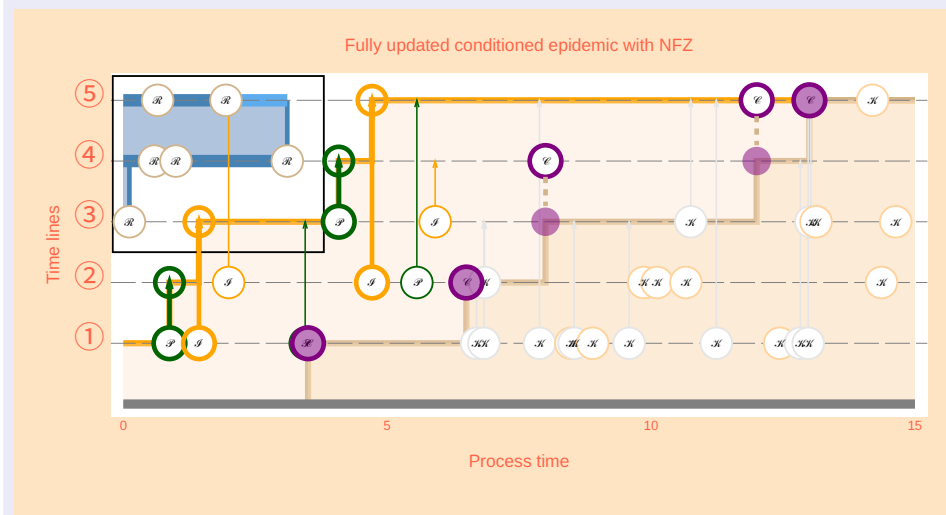 Fully updated conditioned epidemic with NFZ
Time lines
⑤ R R C C K
④ R R R C
③ R P I K K K K
② I I P C K K K K K
① P I K K K K K K K K K K
0 5 10 15
Process time